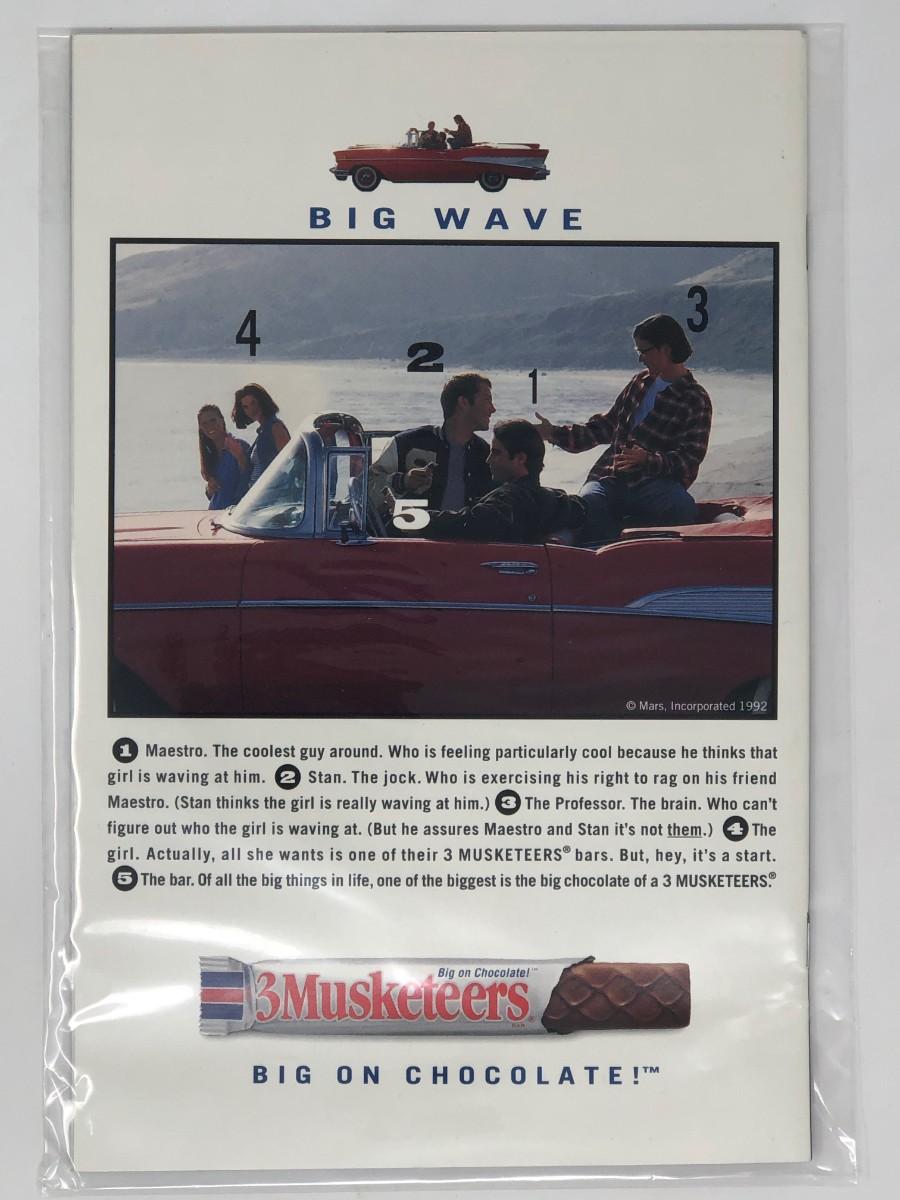 BIG WAVE
4
3
2
1
5
© Mars, Incorporated 1992
1 Maestro. The coolest guy around. Who is feeling particularly cool because he thinks that
girl is waving at him. 2 Stan. The jock. Who is exercising his right to rag on his friend
Maestro. (Stan thinks the girl is really waving at him.) 3 The Professor. The brain. Who can't
figure out who the girl is waving at. (But he assures Maestro and Stan it's not them.) 4 The
girl. Actually, all she wants is one of their 3 MUSKETEERS® bars. But, hey, it's a start.
5 The bar. Of all the big things in life, one of the biggest is the big chocolate of a 3 MUSKETEERS.®
Big on Chocolate!™
3Musketeers®
BAR
BIG ON CHOCOLATE!™